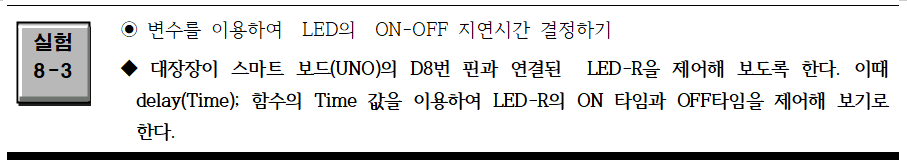 실험
8-3
◉ 변수를 이용하여 LED의 ON-OFF 지연시간 결정하기
◆ 대장장이 스마트 보드(UNO)의 D8번 핀과 연결된 LED-R을 제어해 보도록 한다. 이때
delay(Time); 함수의 Time 값을 이용하여 LED-R의 ON 타임과 OFF타임을 제어해 보기로
한다.